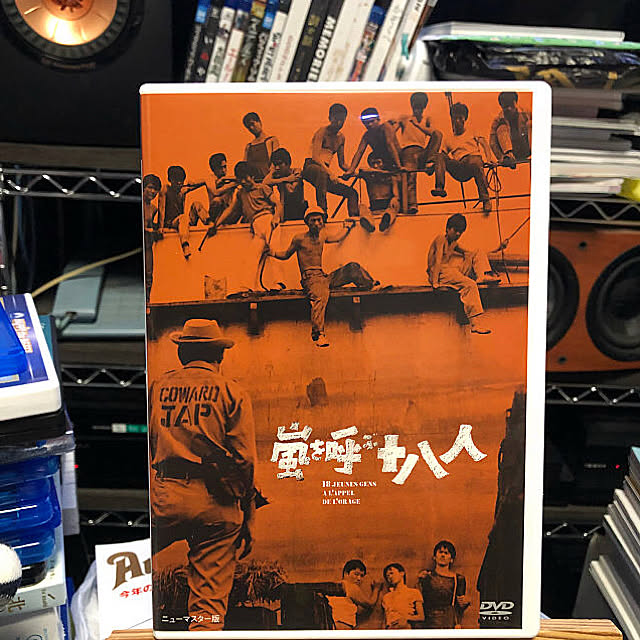 MEMORIES
COWARD
JAP
嵐を呼ぶ十八人
18 JEUNES GENS
A L'APPEL
DE L'ORAGE
ニューマスター版
DVD
VIDEO
今年の